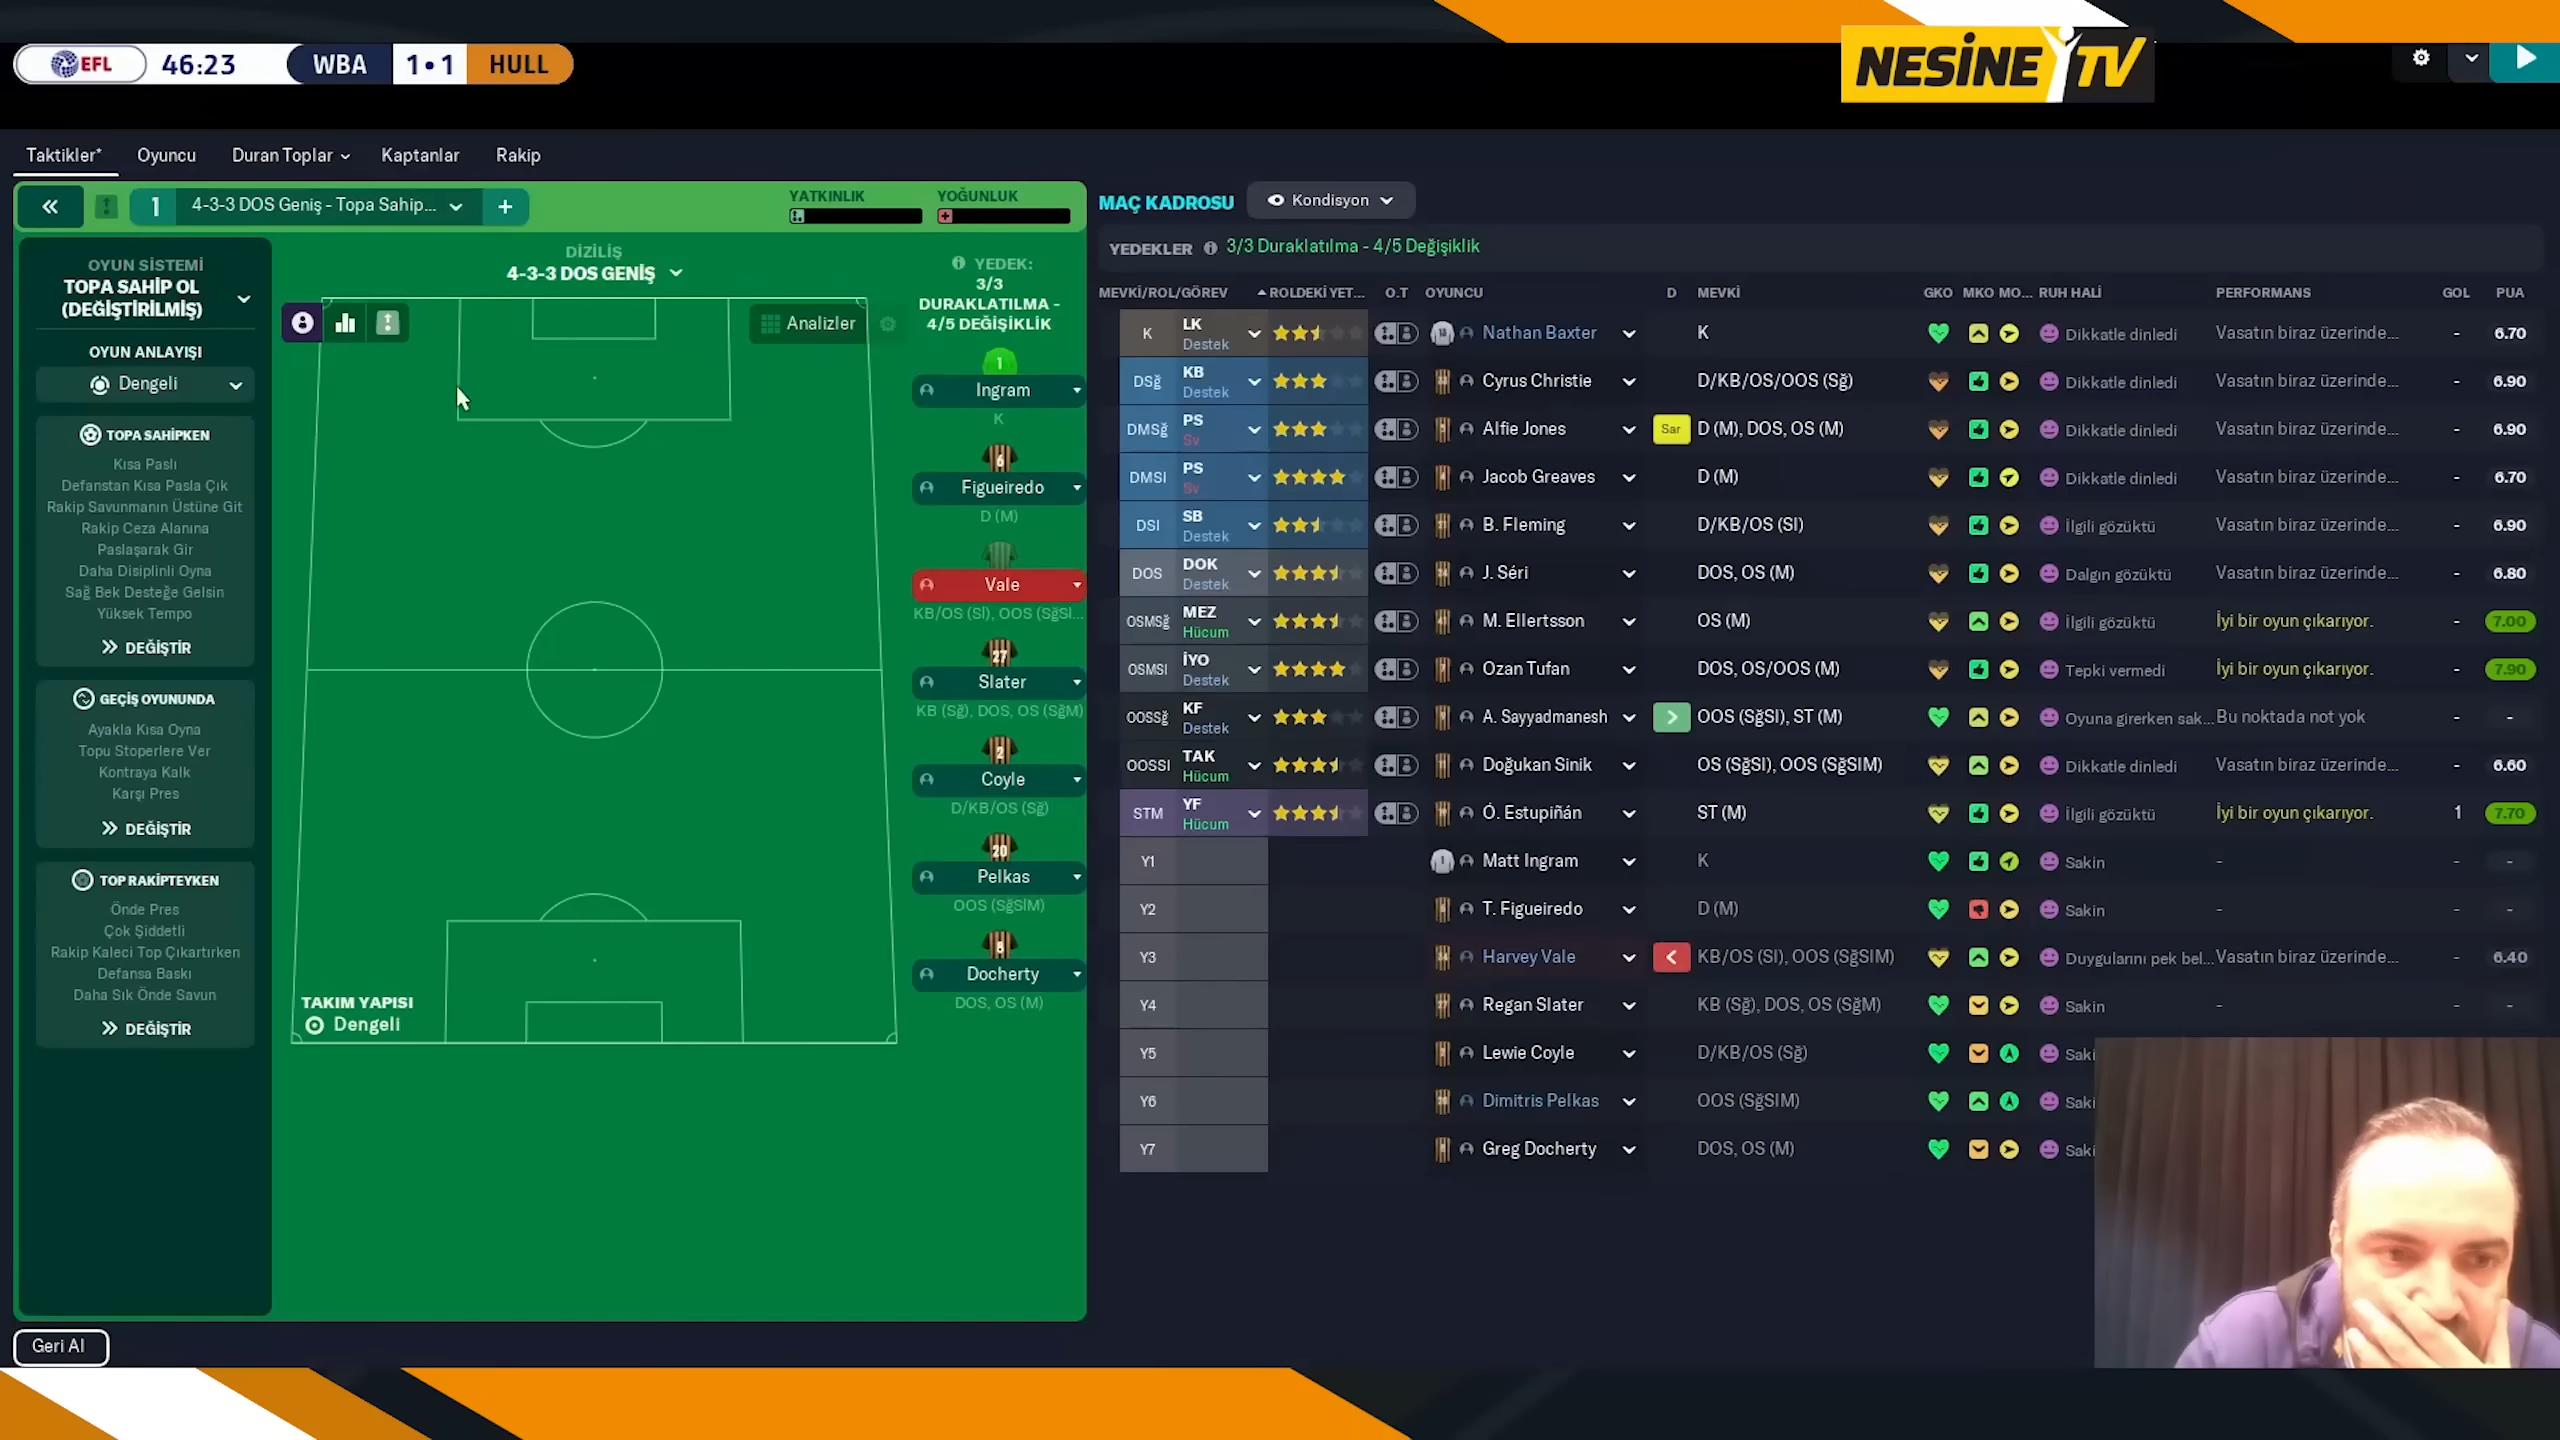 EFL 46:23 WBA 1•1 HULL
NESİNE TV
Taktikler* Oyuncu Duran Toplar Kaptanlar Rakip
1 4-3-3 DOS Geniş - Topa Sahip... +
YATKINLIK YOĞUNLUK
OYUN SİSTEMİ
TOPA SAHİP OL
(DEĞİŞTİRİLMİŞ)
OYUN ANLAYIŞI
Dengeli
TOPA SAHİPKEN
Kısa Paslı
Defanstan Kısa Pasla Çık
Rakip Savunmanın Üstüne Git
Rakip Ceza Alanına
Paslaşarak Gir
Daha Disiplinli Oyna
Sağ Bek Desteğe Gelsin
Yüksek Tempo
DEĞİŞTİR
GEÇİŞ OYUNUNDA
Ayakla Kısa Oyna
Topu Stoperlere Ver
Kontraya Kalk
Karşı Pres
DEĞİŞTİR
TOP RAKİPTEYKEN
Önde Pres
Çok Şiddetli
Rakip Kaleci Top Çıkartırken
Defansa Baskı
Daha Sık Önde Savun
DEĞİŞTİR
DİZİLİŞ
4-3-3 DOS GENİŞ
Analizler
TAKIM YAPISI
Dengeli
YEDEK:
3/3
DURAKLATILMA -
4/5 DEĞİŞİKLİK
1
Ingram
K
6
Figueiredo
D (M)
Vale
KB/OS (Sl), OOS (SğSl...
27
Slater
KB (Sğ), DOS, OS (SğM)
2
Coyle
D/KB/OS (Sğ)
20
Pelkas
OOS (SğSlM)
8
Docherty
DOS, OS (M)
MAÇ KADROSU Kondisyon
YEDEKLER 3/3 Duraklatılma - 4/5 Değişiklik
MEVKİ/ROL/GÖREV ROLDEKİ YET... O.T OYUNCU D MEVKİ GKO MKO MO... RUH HALİ PERFORMANS GOL PUA
K LK Destek Nathan Baxter K Dikkatle dinledi Vasatın biraz üzerinde... - 6.70
DSğ KB Destek Cyrus Christie D/KB/OS/OOS (Sğ) Dikkatle dinledi Vasatın biraz üzerinde... - 6.90
DMSğ PS Sv Alfie Jones Sar D (M), DOS, OS (M) Dikkatle dinledi Vasatın biraz üzerinde... - 6.90
DMSl PS Sv Jacob Greaves D (M) Dikkatle dinledi Vasatın biraz üzerinde... - 6.70
DSl SB Destek B. Fleming D/KB/OS (Sl) İlgili gözüktü Vasatın biraz üzerinde... - 6.90
DOS DOK Destek J. Séri DOS, OS (M) Dalgın gözüktü Vasatın biraz üzerinde... - 6.80
OSMSğ MEZ Hücum M. Ellertsson OS (M) İlgili gözüktü İyi bir oyun çıkarıyor. - 7.00
OSMSl İYO Destek Ozan Tufan DOS, OS/OOS (M) Tepki vermedi İyi bir oyun çıkarıyor. - 7.90
OOSSğ KF Destek A. Sayyadmanesh OOS (SğSl), ST (M) Oyuna girerken sak... Bu noktada not yok - -
OOSSl TAK Hücum Doğukan Sinik OS (SğSl), OOS (SğSlM) Dikkatle dinledi Vasatın biraz üzerinde... - 6.60
STM YF Hücum Ó. Estupiñán ST (M) İlgili gözüktü İyi bir oyun çıkarıyor. 1 7.70
Y1 Matt Ingram K Sakin - - -
Y2 T. Figueiredo D (M) Sakin - - -
Y3 Harvey Vale KB/OS (Sl), OOS (SğSlM) Duygularını pek bel... Vasatın biraz üzerinde... - 6.40
Y4 Regan Slater KB (Sğ), DOS, OS (SğM) Sakin - - -
Y5 Lewie Coyle D/KB/OS (Sğ) Saki
Y6 Dimitris Pelkas OOS (SğSlM) Saki
Y7 Greg Docherty DOS, OS (M) Saki
Geri Al